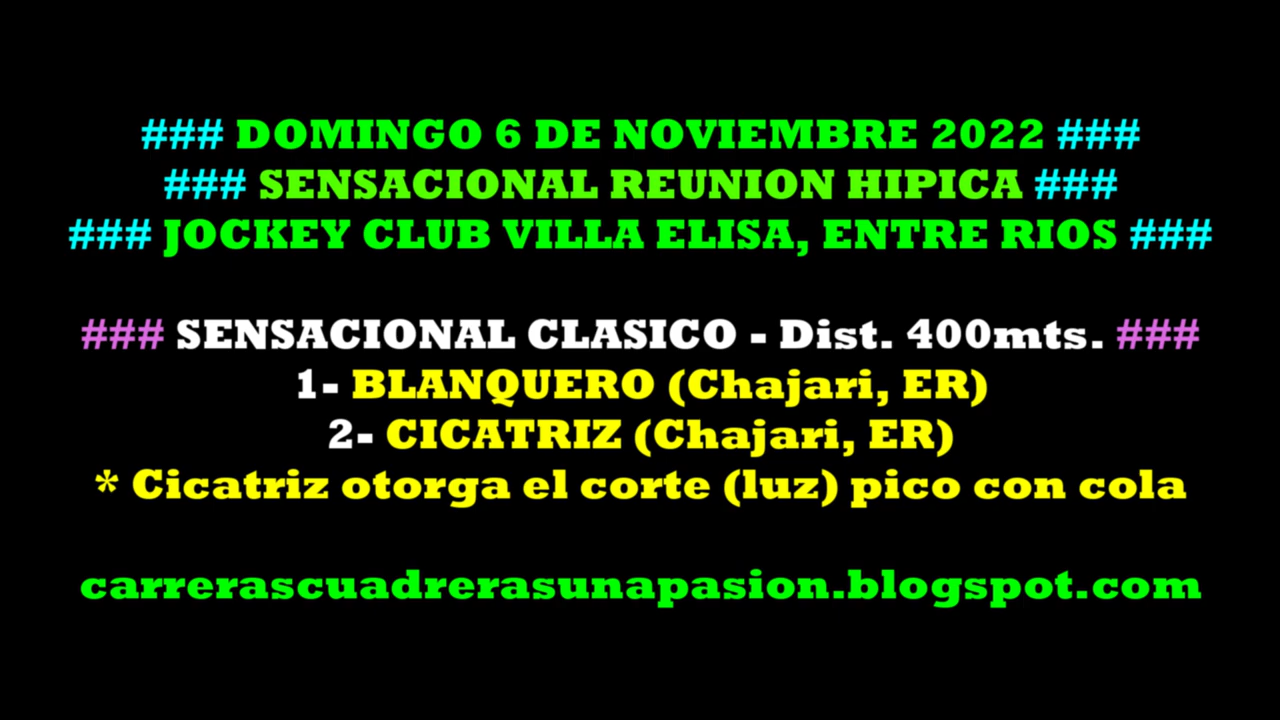 ### DOMINGO 6 DE NOVIEMBRE 2022 ###
### SENSACIONAL REUNION HIPICA ###
### JOCKEY CLUB VILLA ELISA, ENTRE RIOS ###
### SENSACIONAL CLASICO - Dist. 400mts. ###
1- BLANQUERO (Chajari, ER)
2- CICATRIZ (Chajari, ER)
* Cicatriz otorga el corte (luz) pico con cola
carrerascuadrerasunapasion.blogspot.com